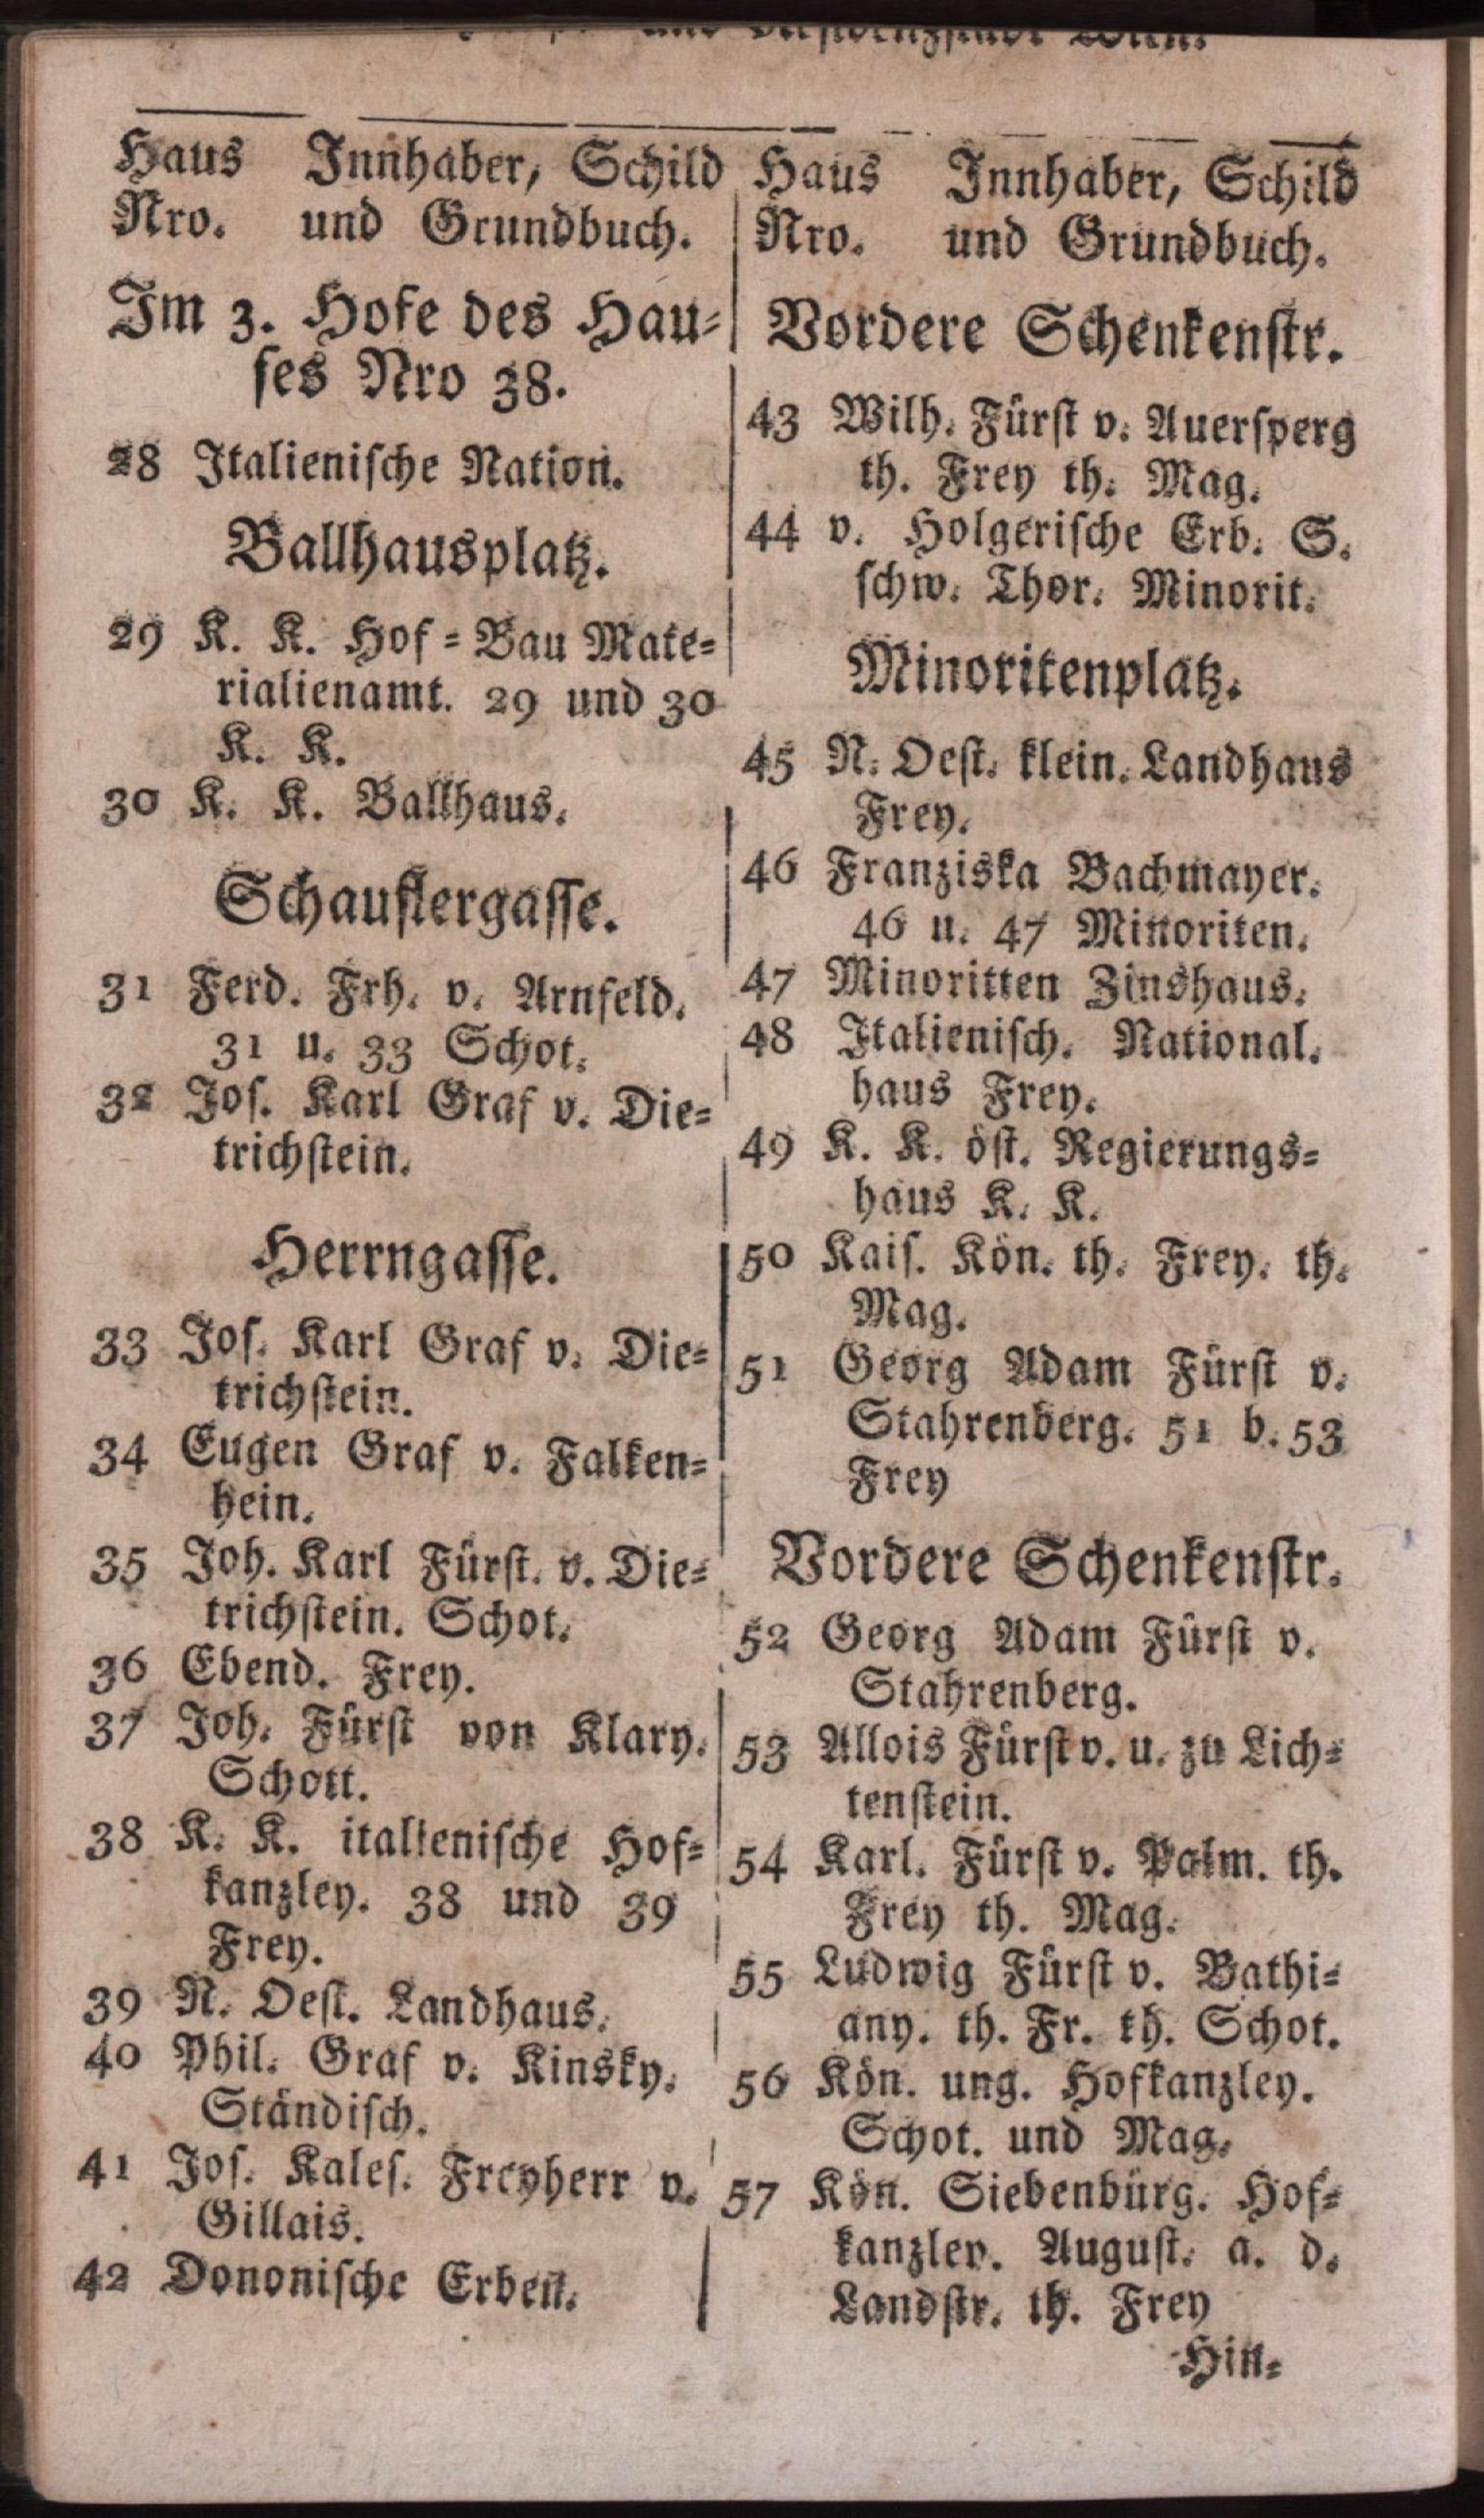 und Residenzstadt Wien.
Haus Innhaber, Schild
Nro. und Grundbuch.
Im 3. Hofe des Hau-
ses Nro 38.
28 Italienische Nation.
Ballhausplatz.
29 K. K. Hof-Bau Mate-
rialienamt. 29 und 30
K. K.
30 K. K. Ballhaus.
Schauflergasse.
31 Ferd. Frh. v. Arnfeld.
31 u. 33 Schot.
32 Jos. Karl Graf v. Die-
trichstein.
Herrngasse.
33 Jos. Karl Graf v. Die-
trichstein.
34 Eugen Graf v. Falken-
hein.
35 Joh. Karl Fürst. v. Die-
trichstein. Schot.
36 Ebend. Frey.
37 Joh. Fürst von Klary.
Schott.
38 K. K. italienische Hof-
kanzley. 38 und 39
Frey.
39 N. Oest. Landhaus.
40 Phil. Graf v. Kinsky.
Ständisch.
41 Jos. Kales. Freyherr v.
Gillais.
42 Dononische Erben.
Haus Innhaber, Schild
Nro. und Grundbuch.
Vordere Schenkenstr.
43 Wilh. Fürst v. Auersperg
th. Frey th. Mag.
44 v. Holgerische Erb. S.
schw. Thor. Minorit.
Minoritenplatz.
45 N. Oest. klein. Landhaus
Frey.
46 Franziska Bachmayer.
46 u. 47 Minoriten.
47 Minoritten Zinshaus.
48 Italienisch. National.
haus Frey.
49 K. K. öst. Regierungs-
haus K. K.
50 Kais. Kön. th. Frey. th.
Mag.
51 Georg Adam Fürst v.
Stahrenberg. 51 b. 53
Frey
Vordere Schenkenstr.
52 Georg Adam Fürst v.
Stahrenberg.
53 Allois Fürst v. u. zu Lich-
tenstein.
54 Karl. Fürst v. Palm. th.
Frey th. Mag.
55 Ludwig Fürst v. Bathi-
any. th. Fr. th. Schot.
56 Kön. ung. Hofkanzley.
Schot. und Mag.
57 Kön. Siebenbürg. Hof-
kanzley. August. a. d.
Landstr. th. Frey
Hin-